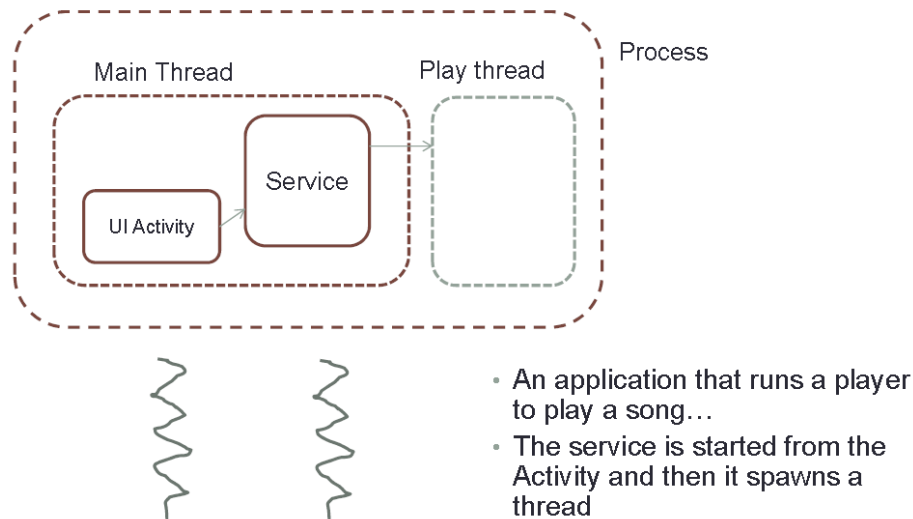 Process
Main Thread
Play thread
Service
UI Activity
• An application that runs a player
to play a song…
• The service is started from the
Activity and then it spawns a
thread